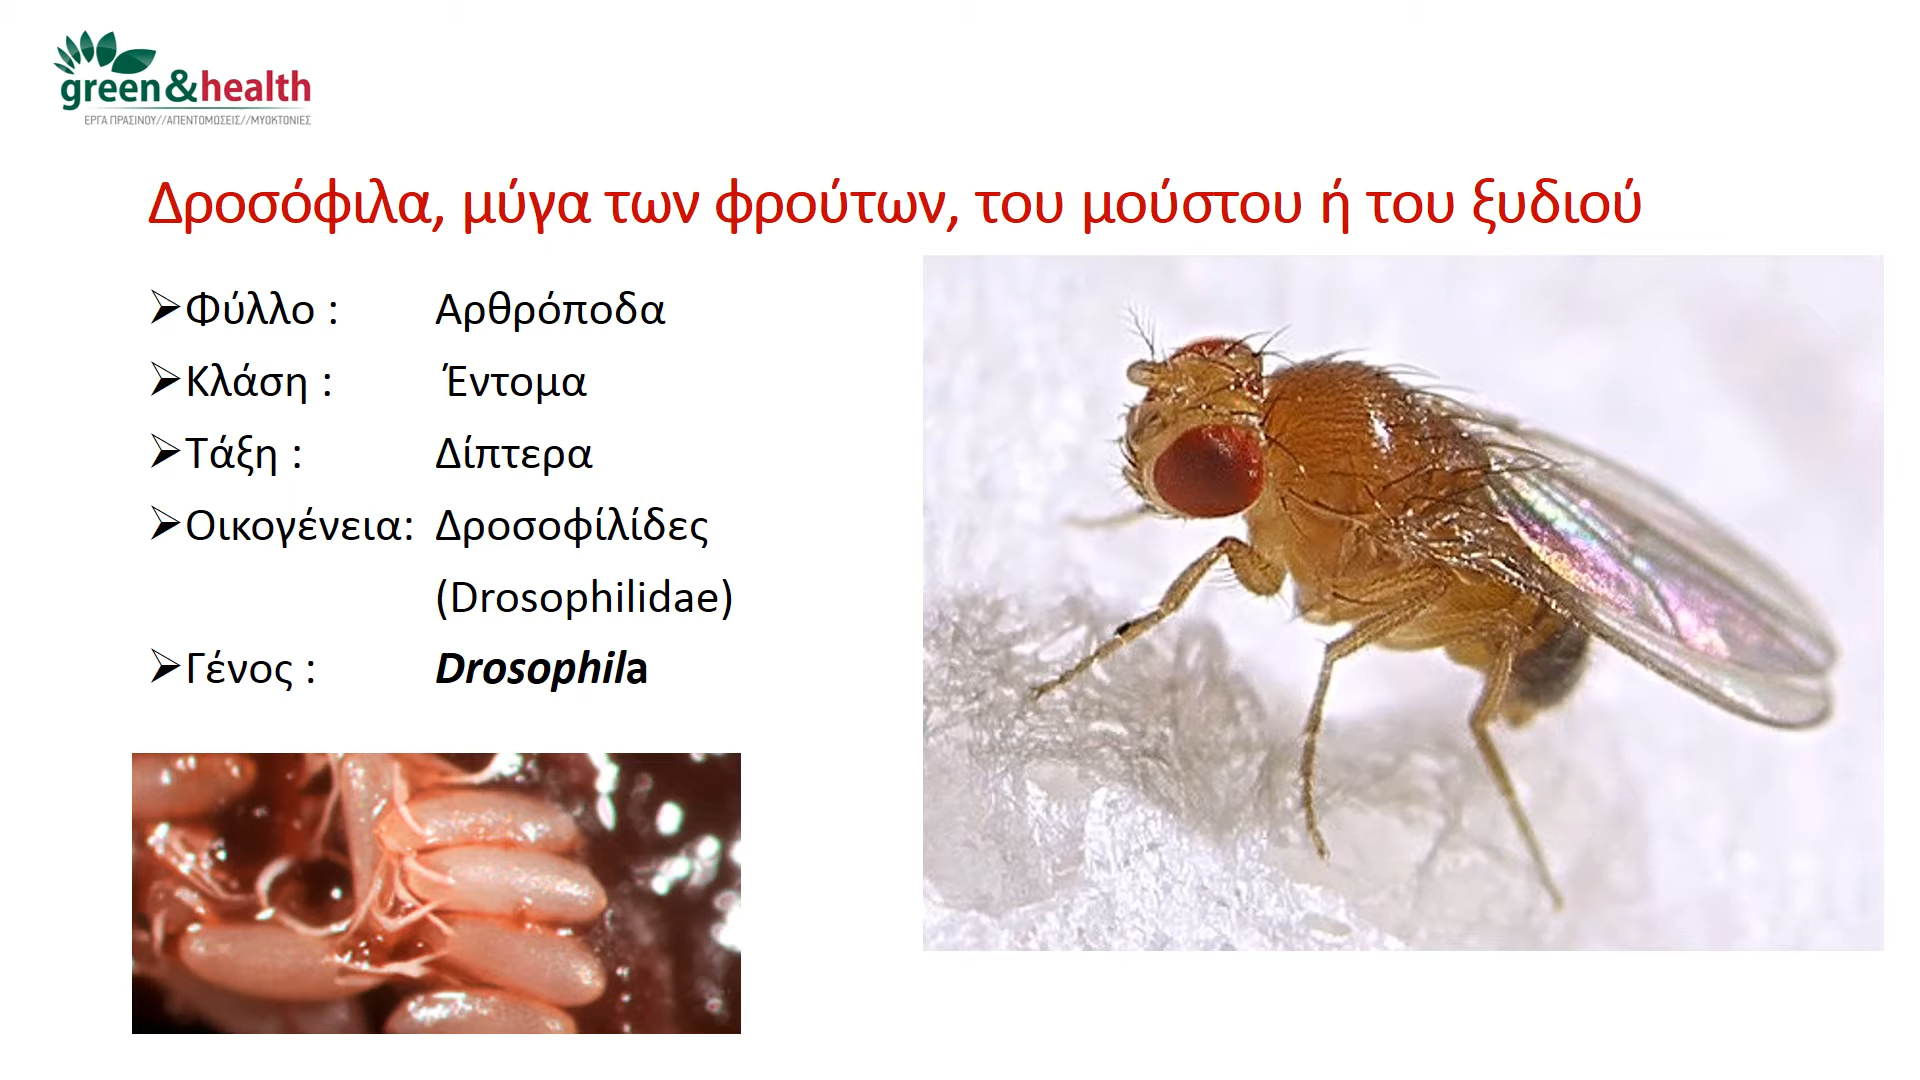 green&health
ΕΡΓΑ ΠΡΑΣΙΝΟΥ//ΑΠΕΝΤΟΜΩΣΕΙΣ//ΜΥΟΚΤΟΝΙΕΣ
Δροσόφιλα, μύγα των φρούτων, του μούστου ή του ξυδιού
➢Φύλλο : Αρθρόποδα
➢Κλάση : Έντομα
➢Τάξη : Δίπτερα
➢Οικογένεια: Δροσοφίλίδες
(Drosophilidae)
➢Γένος : Drosophila